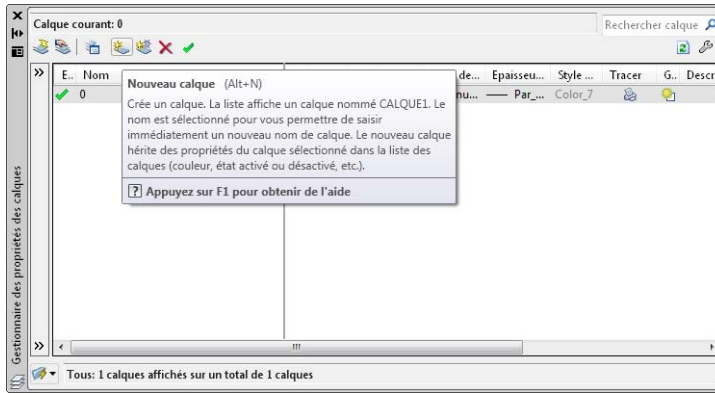 Calque courant: 0
Rechercher calque
E.. Nom
de... Epaisseu... Style ... Tracer G.. Descr
0
nu... Par_... Color_7
Nouveau calque (Alt+N)
Crée un calque. La liste affiche un calque nommé CALQUE1. Le
nom est sélectionné pour vous permettre de saisir
immédiatement un nouveau nom de calque. Le nouveau calque
hérite des propriétés du calque sélectionné dans la liste des
calques (couleur, état activé ou désactivé, etc.).
Appuyez sur F1 pour obtenir de l'aide
Gestionnaire des propriétés des calques
Tous: 1 calques affichés sur un total de 1 calques